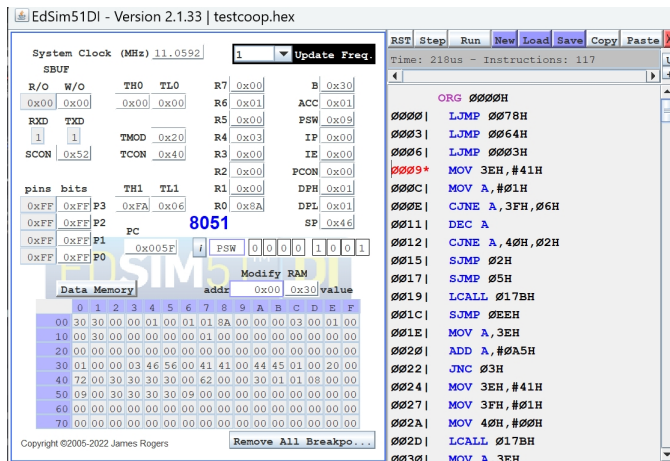 EdSim51DI - Version 2.1.33 | testcoop.hex
System Clock (MHz) 11.0592 1 Update Freq.
SBUF
R/O W/O TH0 TL0 R7 0x00 B 0x30
0x00 0x00 0x00 0x00 R6 0x01 ACC 0x01
RXD TXD R5 0x00 PSW 0x09
1 1 TMOD 0x20 R4 0x03 IP 0x00
SCON 0x52 TCON 0x40 R3 0x00 IE 0x00
R2 0x00 PCON 0x00
pins bits TH1 TL1 R1 0x00 DPH 0x01
0xFF 0xFF P3 0xFA 0x06 R0 0x8A DPL 0x01
0xFF 0xFF P2 8051 SP 0x46
0xFF 0xFF P1 PC
0xFF 0xFF P0 0x005F i PSW 0 0 0 0 1 0 0 1
EDSIM51DI
TM
Modify RAM
Data Memory addr 0x00 0x30 value
0 1 2 3 4 5 6 7 8 9 A B C D E F
00 30 30 00 00 01 00 01 01 8A 00 00 00 03 00 01 00
10 00 30 00 00 00 01 00 00 01 00 00 00 00 00 00 00
20 00 00 00 00 00 00 00 00 00 00 00 00 00 00 00 00
30 01 00 00 03 46 56 00 41 41 00 44 45 01 00 20 00
40 72 00 30 30 30 30 00 62 00 00 30 01 01 08 00 00
50 09 00 30 30 30 30 09 00 00 00 00 00 00 00 00 00
60 00 00 00 00 00 00 00 00 00 00 00 00 00 00 00 00
70 00 00 00 00 00 00 00 00 00 00 00 00 00 00 00 00
Copyright ©2005-2022 James Rogers Remove All Breakpo...
RST Step Run New Load Save Copy Paste X
Time: 218us - Instructions: 117
ORG 0000H
0000| LJMP 0078H
0003| LJMP 0064H
0006| LJMP 0003H
0009* MOV 3EH,#41H
000C| MOV A,#01H
000E| CJNE A,3FH,06H
0011| DEC A
0012| CJNE A,40H,02H
0015| SJMP 02H
0017| SJMP 05H
0019| LCALL 017BH
001C| SJMP 0EEH
001E| MOV A,3EH
0020| ADD A,#0A5H
0022| JNC 03H
0024| MOV 3EH,#41H
0027| MOV 3FH,#01H
002A| MOV 40H,#00H
002D| LCALL 017BH
0030| MOV A,3EH